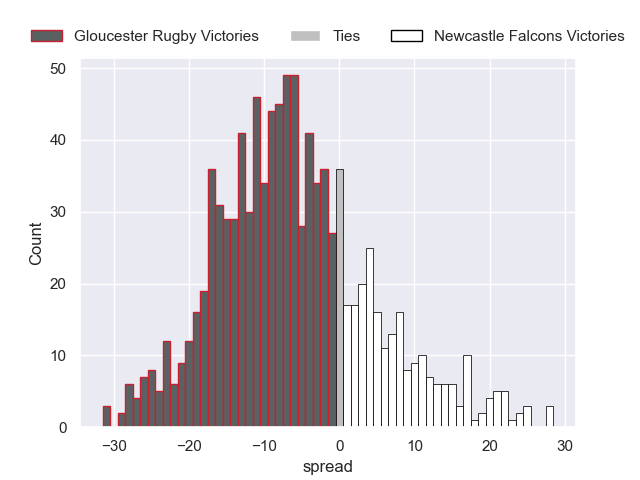 Gloucester Rugby Victories Ties Newcastle Falcons Victories
50
40
30
20
10
0
Count
−30 −20 −10 0 10 20 30
spread